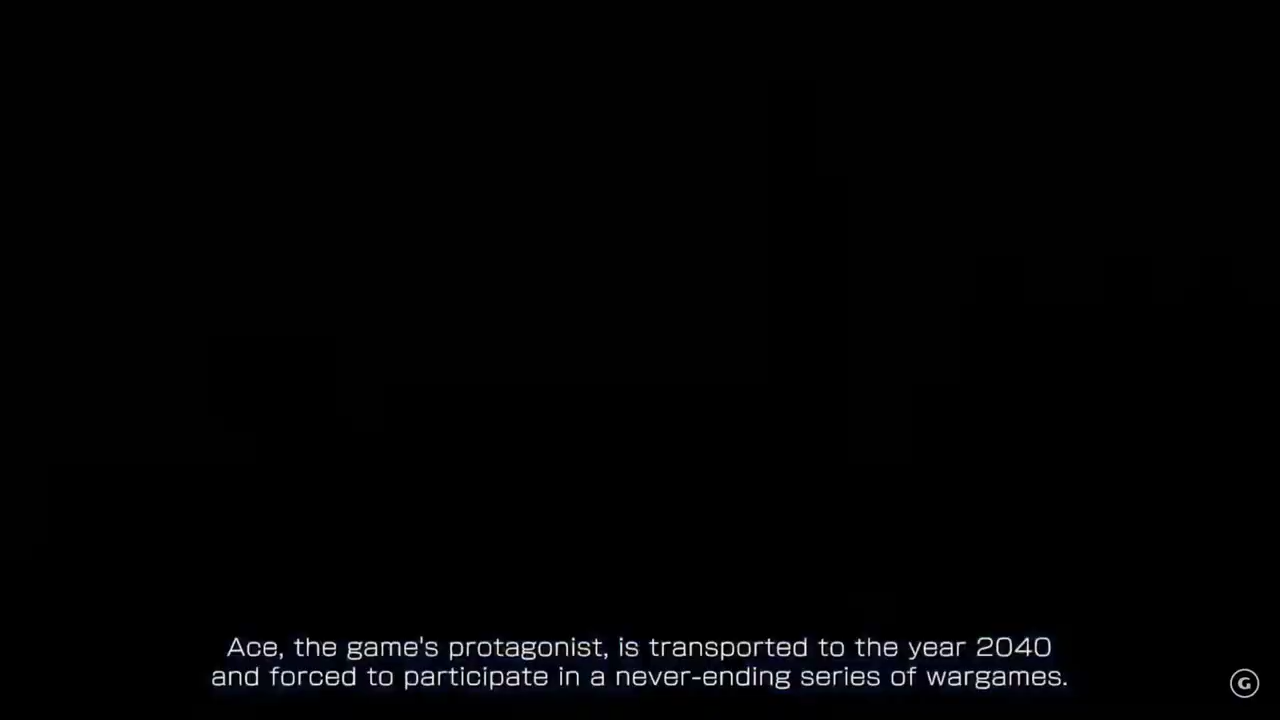 Ace, the game's protagonist, is transported to the year 2040
and forced to participate in a never-ending series of wargames.
G